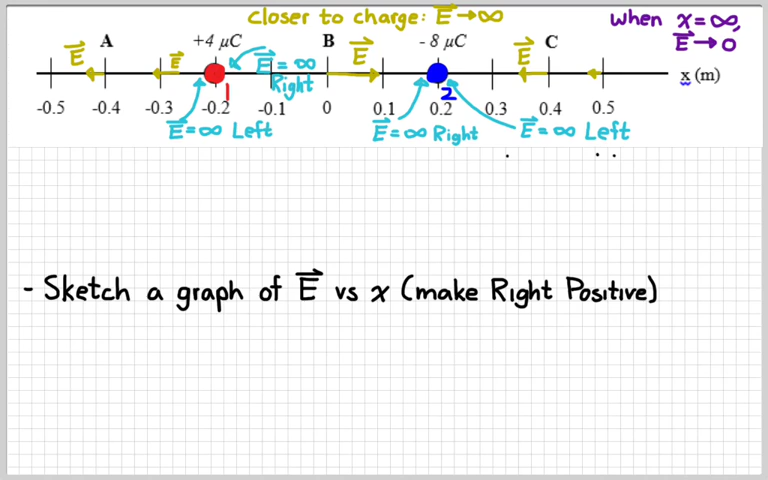 Closer to charge: E → ∞
when x = ∞,
E → 0
A +4 μC B - 8 μC C
E E E = ∞ Right E E
x (m)
1 2
-0.5 -0.4 -0.3 -0.2 -0.1 0 0.1 0.2 0.3 0.4 0.5
E = ∞ Left E = ∞ Right E = ∞ Left
- Sketch a graph of E vs x (make Right Positive)